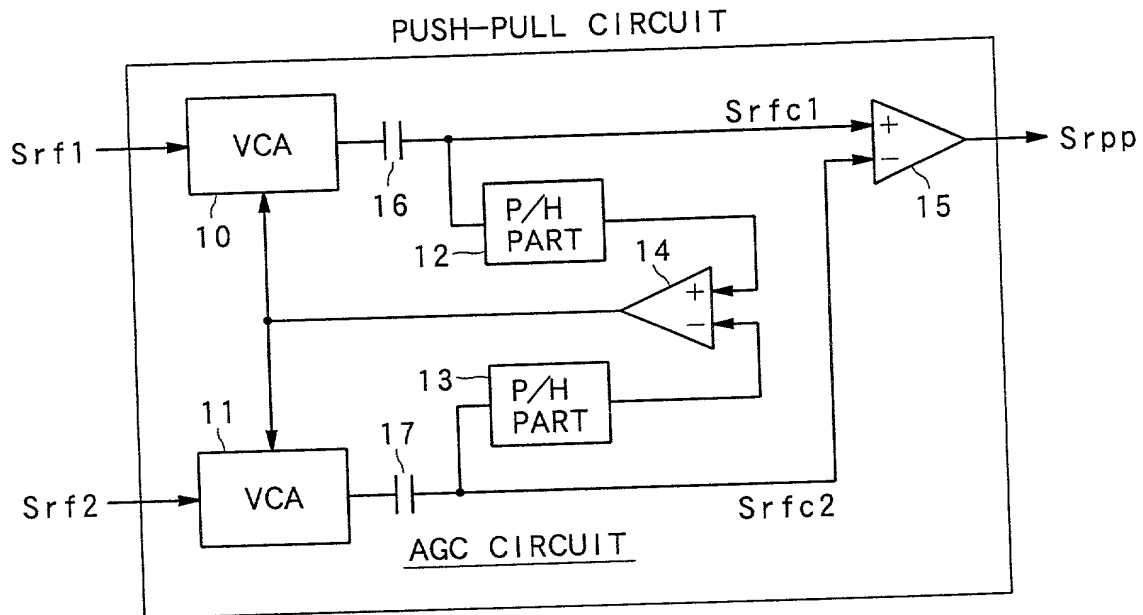 PUSH-PULL CIRCUIT
Srf1
VCA
10
16
Srfc1
+
−
15
Srpp
P/H
PART
12
14
+
−
13
P/H
PART
11
17
Srf2
VCA
Srfc2
AGC CIRCUIT